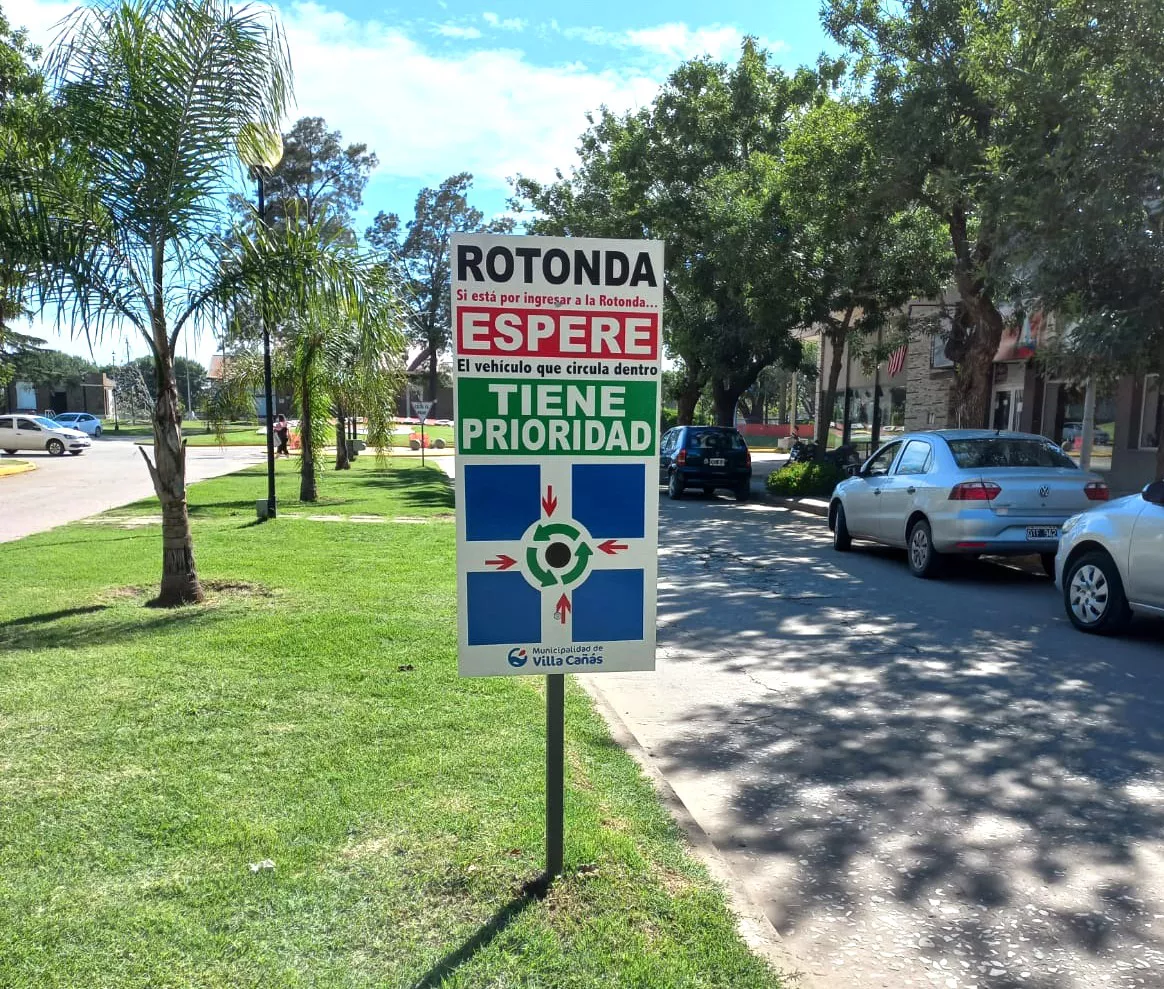 ROTONDA
Si está por ingresar a la Rotonda...
ESPERE
El vehículo que circula dentro
TIENE
PRIORIDAD
Municipalidad de
Villa Cañás